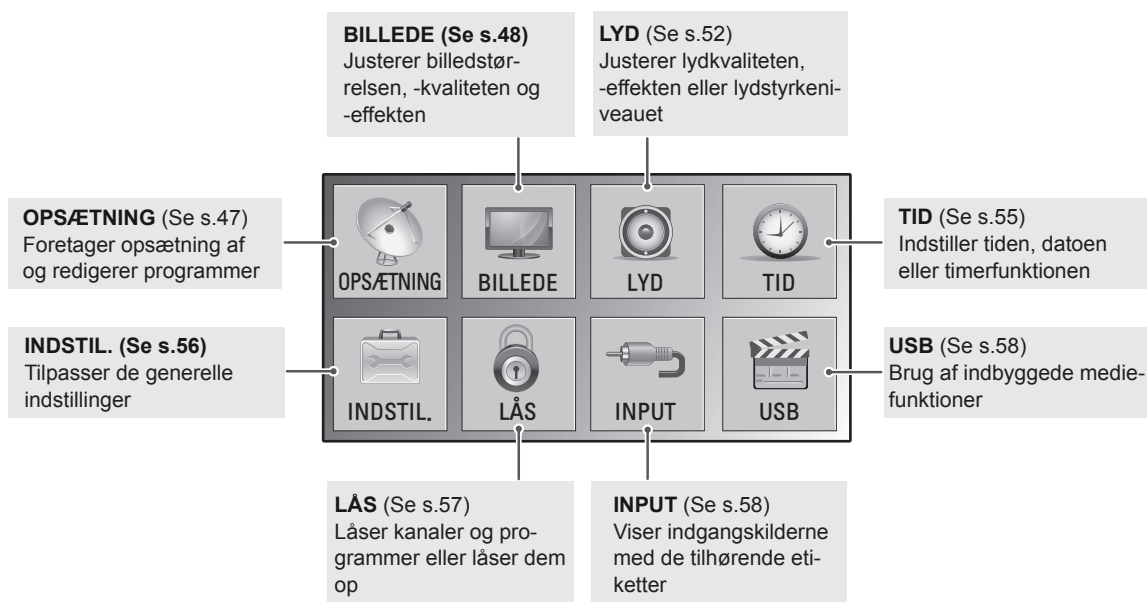 BILLEDE (Se s.48)
Justerer billedstør-
relsen, -kvaliteten og
-effekten
LYD (Se s.52)
Justerer lydkvaliteten,
-effekten eller lydstyrkeni-
veauet
OPSÆTNING (Se s.47)
Foretager opsætning af
og redigerer programmer
TID (Se s.55)
Indstiller tiden, datoen
eller timerfunktionen
OPSÆTNING
BILLEDE
LYD
TID
INDSTIL. (Se s.56)
Tilpasser de generelle
indstillinger
USB (Se s.58)
Brug af indbyggede medie-
funktioner
INDSTIL.
LÅS
INPUT
USB
LÅS (Se s.57)
Låser kanaler og pro-
grammer eller låser dem
op
INPUT (Se s.58)
Viser indgangskilderne
med de tilhørende eti-
ketter